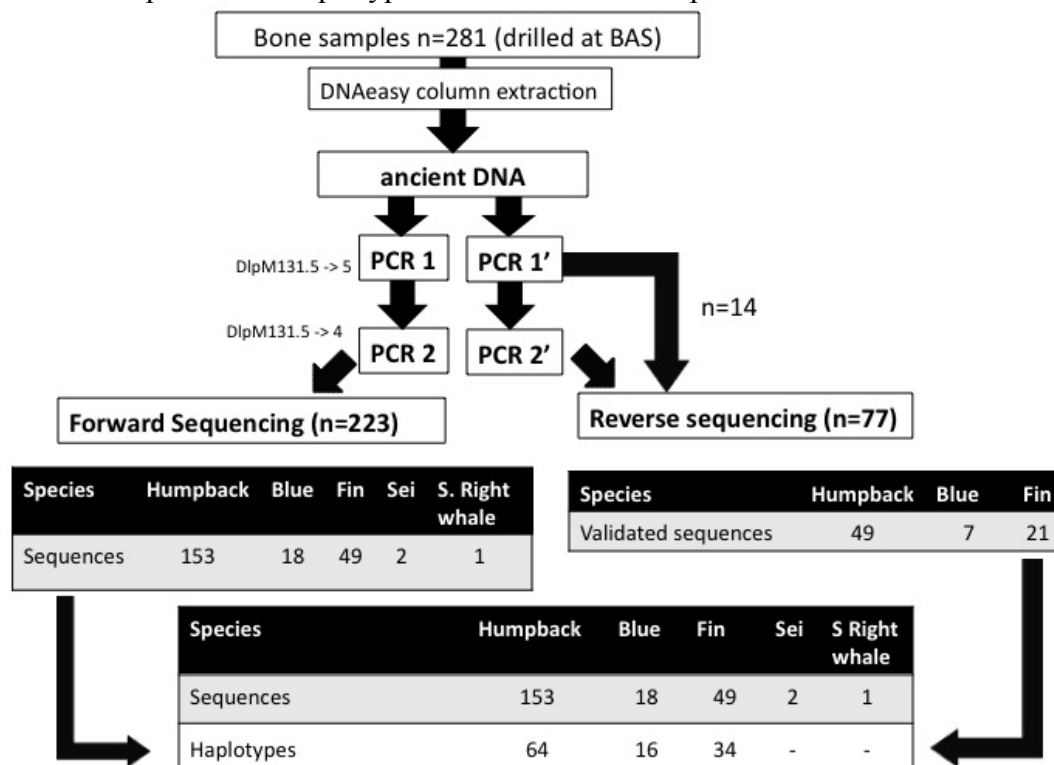 Bone samples n=281 (drilled at BAS)
DNAeasy column extraction
ancient DNA
DlpM131.5 -> 5
PCR 1
PCR 1’
n=14
DlpM131.5 -> 4
PCR 2
PCR 2’
Forward Sequencing (n=223)
Reverse sequencing (n=77)
Species Humpback Blue Fin Sei S. Right
whale
Sequences 153 18 49 2 1
Species Humpback Blue Fin
Validated sequences 49 7 21
Species Humpback Blue Fin Sei S Right
whale
Sequences 153 18 49 2 1
Haplotypes 64 16 34 - -